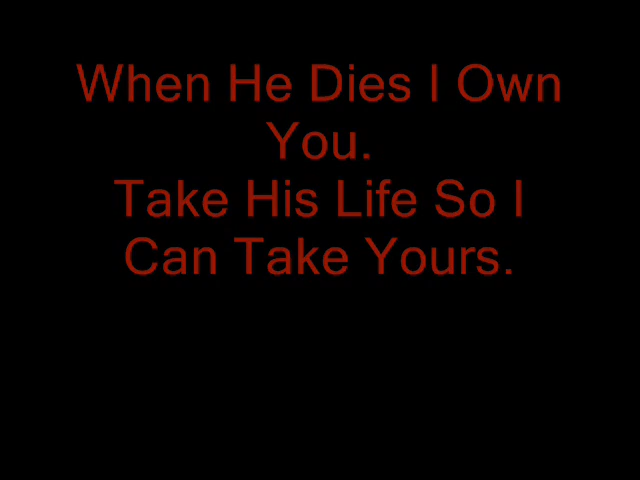 When He Dies I Own
You.
Take His Life So I
Can Take Yours.